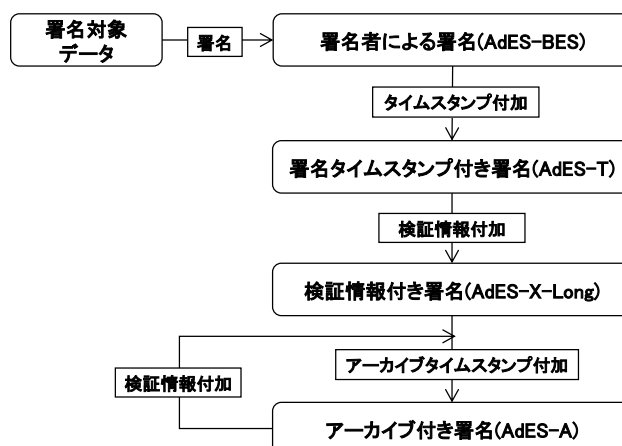 署名対象
データ
署名
署名者による署名(AdES-BES)
タイムスタンプ付加
署名タイムスタンプ付き署名(AdES-T)
検証情報付加
検証情報付き署名(AdES-X-Long)
アーカイブタイムスタンプ付加
検証情報付加
アーカイブ付き署名(AdES-A)